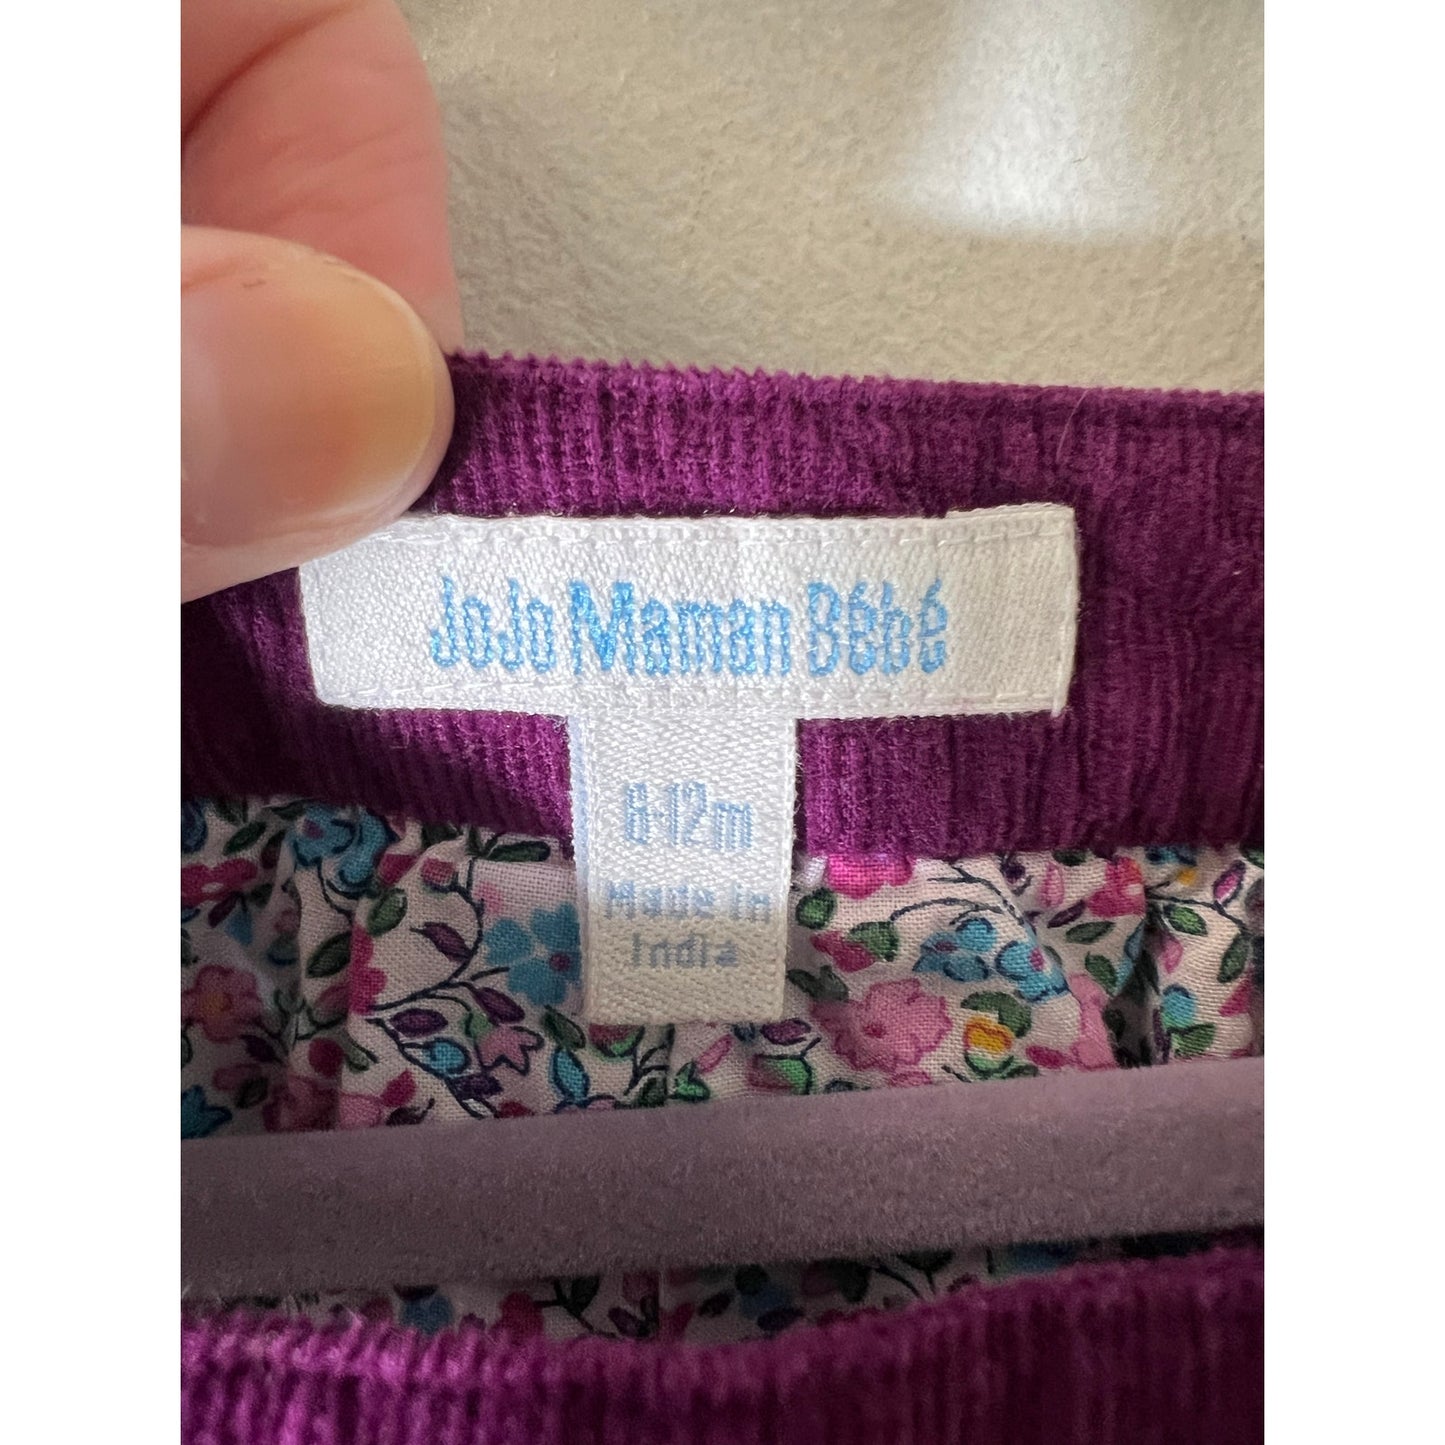 JoJo Maman Bébé
6-12m
Made in
India